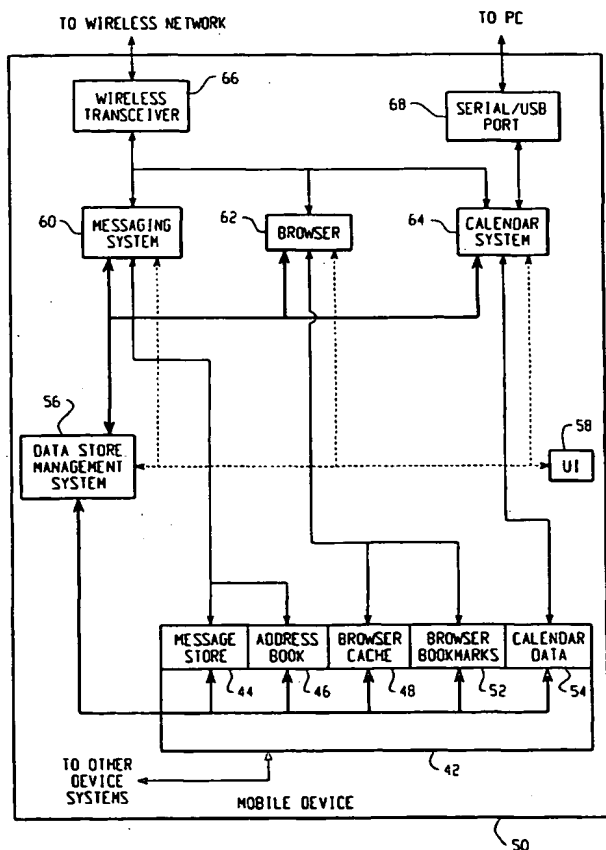 TO WIRELESS NETWORK
TO PC
66
WIRELESS
TRANSCEIVER
68
SERIAL/USB
PORT
60
MESSAGING
SYSTEM
62
BROWSER
64
CALENDAR
SYSTEM
56
DATA STORE
MANAGEMENT
SYSTEM
58
UI
MESSAGE
STORE
ADDRESS
BOOK
BROWSER
CACHE
BROWSER
BOOKMARKS
CALENDAR
DATA
44
46
48
52
54
TO OTHER
DEVICE
SYSTEMS
42
MOBILE DEVICE
50